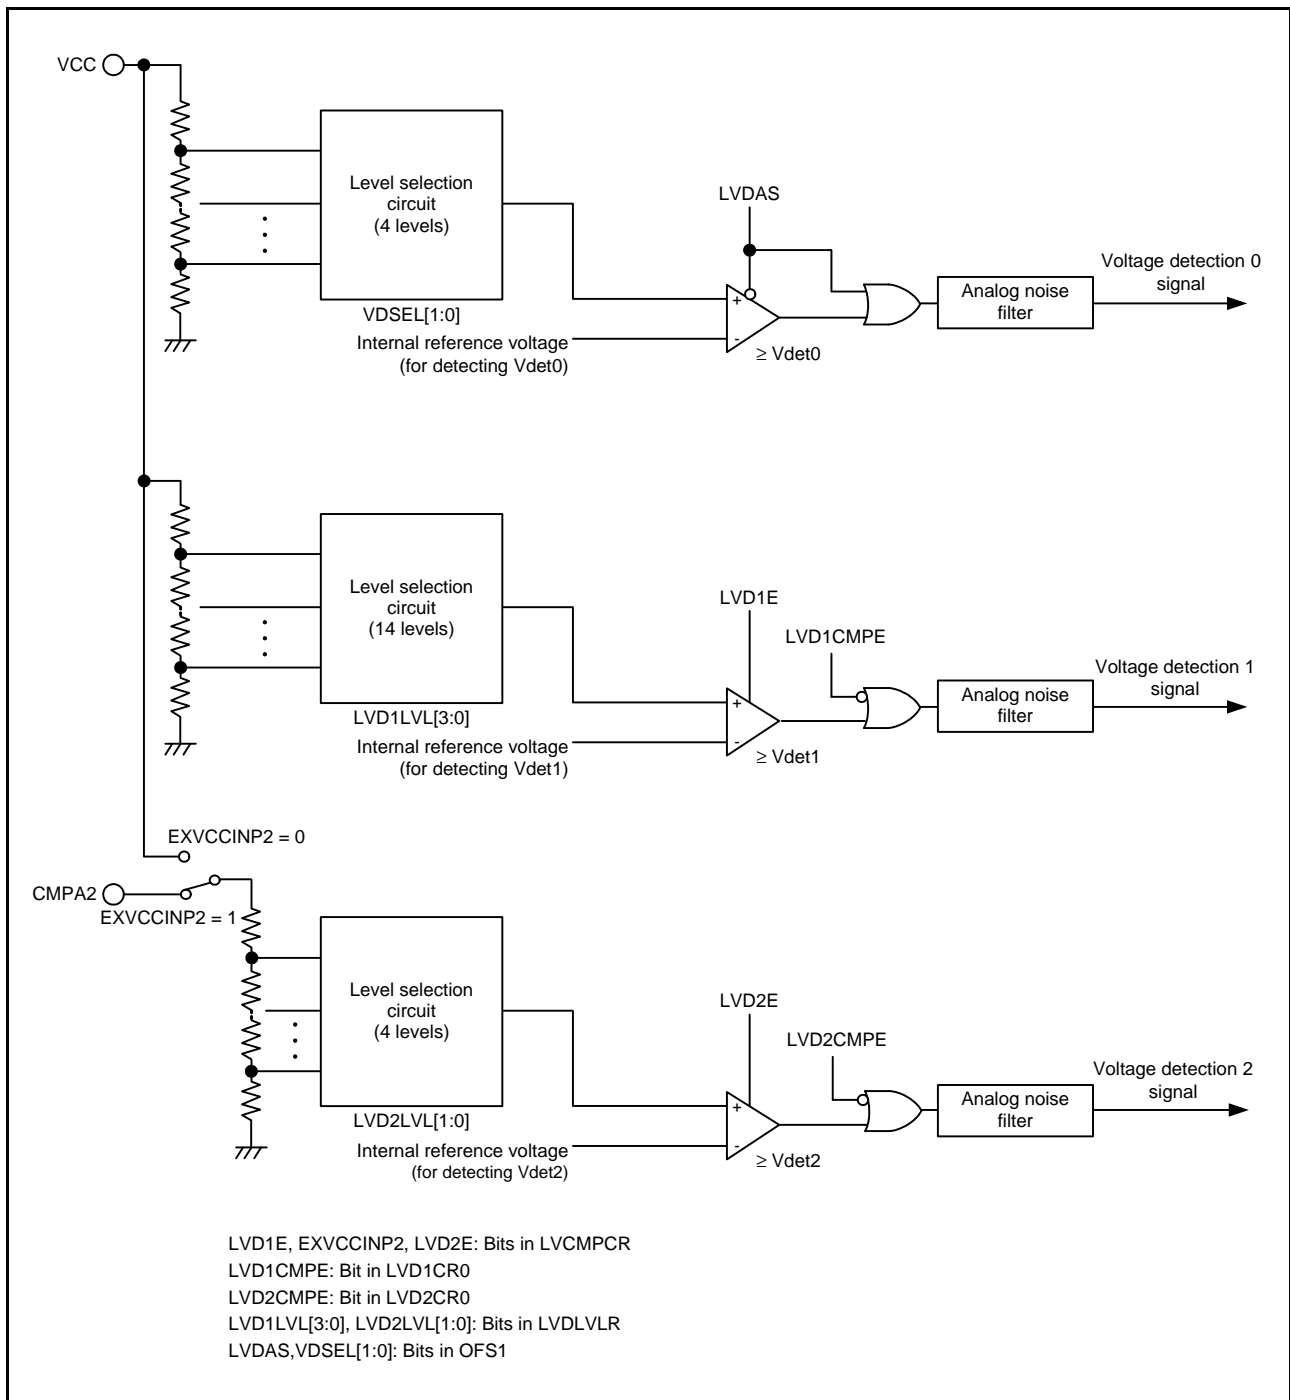 VCC
Level selection
circuit
(4 levels)
VDSEL[1:0]
Internal reference voltage
(for detecting Vdet0)
LVDAS
+
-
≥ Vdet0
Analog noise
filter
Voltage detection 0
signal
Level selection
circuit
(14 levels)
LVD1LVL[3:0]
Internal reference voltage
(for detecting Vdet1)
LVD1E
LVD1CMPE
+
-
≥ Vdet1
Analog noise
filter
Voltage detection 1
signal
EXVCCINP2 = 0
CMPA2
EXVCCINP2 = 1
Level selection
circuit
(4 levels)
LVD2LVL[1:0]
Internal reference voltage
(for detecting Vdet2)
LVD2E
LVD2CMPE
+
-
≥ Vdet2
Analog noise
filter
Voltage detection 2
signal
LVD1E, EXVCCINP2, LVD2E: Bits in LVCMPCR
LVD1CMPE: Bit in LVD1CR0
LVD2CMPE: Bit in LVD2CR0
LVD1LVL[3:0], LVD2LVL[1:0]: Bits in LVDLVLR
LVDAS,VDSEL[1:0]: Bits in OFS1